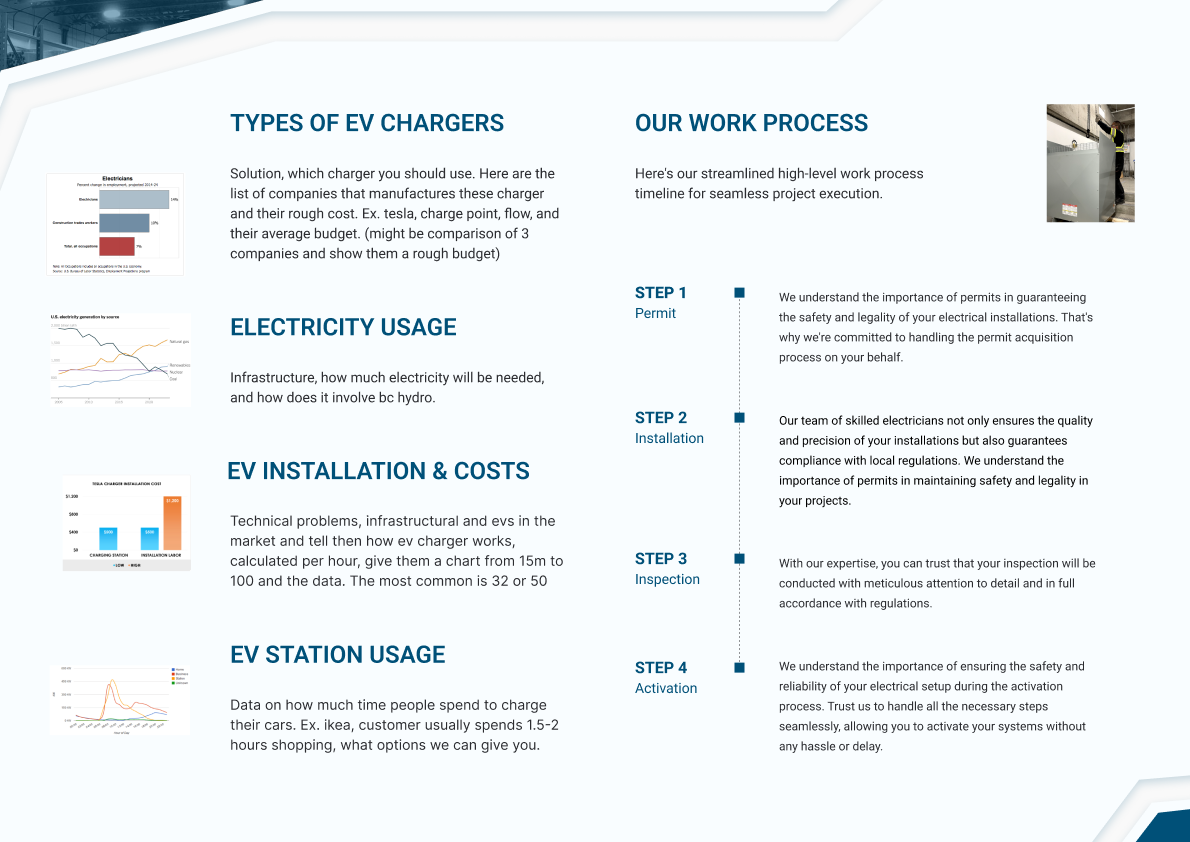 TYPES OF EV CHARGERS
Solution, which charger you should use. Here are the
list of companies that manufactures these charger
and their rough cost. Ex. tesla, charge point, flow, and
their average budget. (might be comparison of 3
companies and show them a rough budget)
Electricians
Percent change in employment, projected 2014-24
Electricians
14%
Construction trades workers
10%
Total, all occupations
7%
ELECTRICITY USAGE
Infrastructure, how much electricity will be needed,
and how does it involve bc hydro.
U.S. electricity generation by source
Natural gas
Renewables
Nuclear
Coal
EV INSTALLATION & COSTS
Technical problems, infrastructural and evs in the
market and tell then how ev charger works,
calculated per hour, give them a chart from 15m to
100 and the data. The most common is 32 or 50
TESLA CHARGER INSTALLATION COST
$1,200
$800
$400
$0
$500
$500
$1,200
CHARGING STATION
INSTALLATION LABOR
LOW HIGH
EV STATION USAGE
Data on how much time people spend to charge
their cars. Ex. ikea, customer usually spends 1.5-2
hours shopping, what options we can give you.
OUR WORK PROCESS
Here's our streamlined high-level work process
timeline for seamless project execution.
STEP 1
Permit
We understand the importance of permits in guaranteeing
the safety and legality of your electrical installations. That's
why we're committed to handling the permit acquisition
process on your behalf.
STEP 2
Installation
Our team of skilled electricians not only ensures the quality
and precision of your installations but also guarantees
compliance with local regulations. We understand the
importance of permits in maintaining safety and legality in
your projects.
STEP 3
Inspection
With our expertise, you can trust that your inspection will be
conducted with meticulous attention to detail and in full
accordance with regulations.
STEP 4
Activation
We understand the importance of ensuring the safety and
reliability of your electrical setup during the activation
process. Trust us to handle all the necessary steps
seamlessly, allowing you to activate your systems without
any hassle or delay.